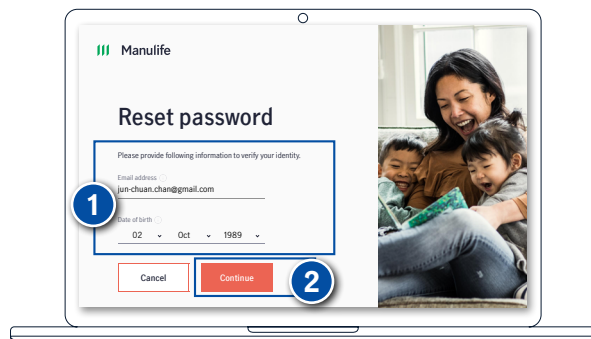 Manulife
Reset password
Please provide following information to verify your identity.
Email address
jun-chuan.chan@gmail.com
1
Date of birth
02 Oct 1989
Cancel Continue 2